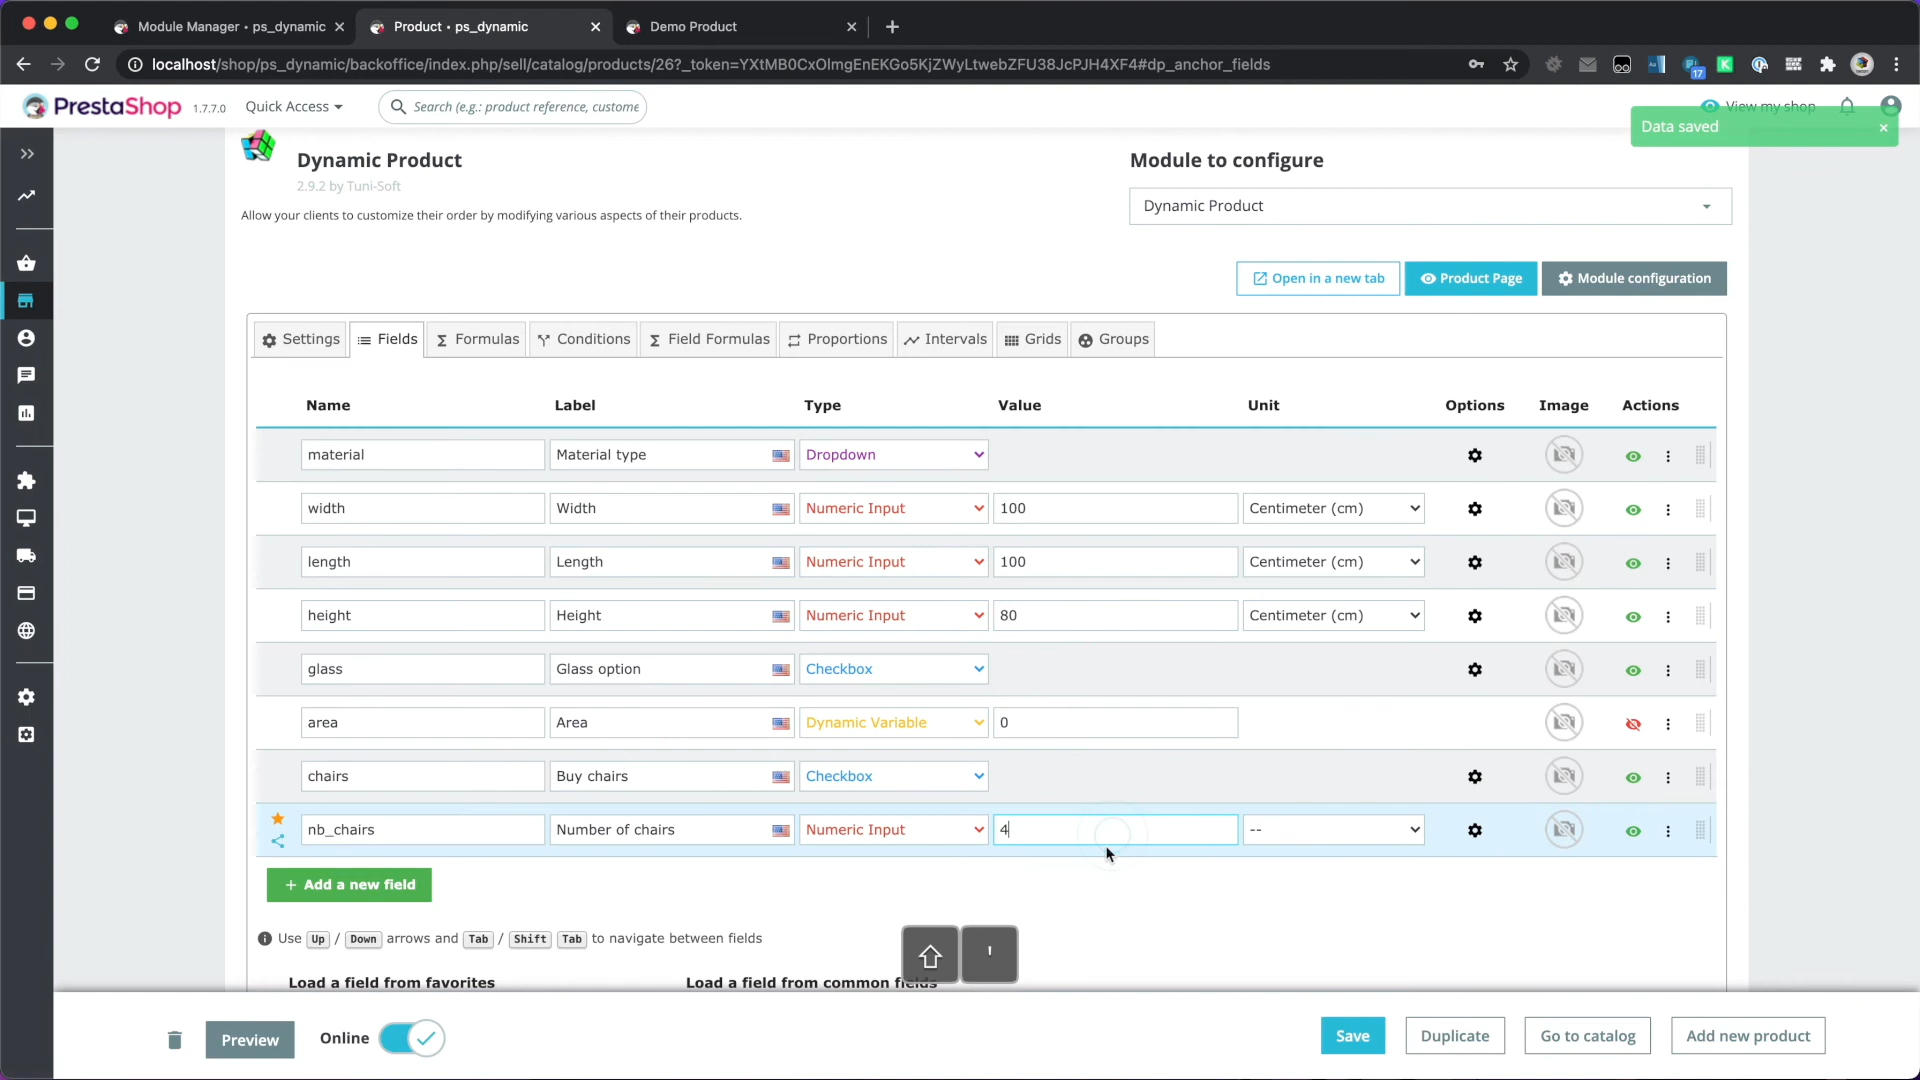 Module Manager • ps_dynamic
Product • ps_dynamic
Demo Product
localhost/shop/ps_dynamic/backoffice/index.php/sell/catalog/products/26?_token=YXtMB0CxOlmgEnEKGo5KjZWyLtwebZFU38JcPJH4XF4#dp_anchor_fields
17
PrestaShop 1.7.7.0
Quick Access
Search (e.g.: product reference, custome
View my shop
Data saved ×
Dynamic Product
2.9.2 by Tuni-Soft
Allow your clients to customize their order by modifying various aspects of their products.
Module to configure
Dynamic Product
Open in a new tab
Product Page
Module configuration
Settings
Fields
Formulas
Conditions
Field Formulas
Proportions
Intervals
Grids
Groups
Name Label Type Value Unit Options Image Actions
material Material type Dropdown
width Width Numeric Input 100 Centimeter (cm)
length Length Numeric Input 100 Centimeter (cm)
height Height Numeric Input 80 Centimeter (cm)
glass Glass option Checkbox
area Area Dynamic Variable 0
chairs Buy chairs Checkbox
nb_chairs Number of chairs Numeric Input 4 --
+ Add a new field
Use Up / Down arrows and Tab / Shift Tab to navigate between fields
'
Load a field from favorites
Load a field from common fields
Preview
Online
Save
Duplicate
Go to catalog
Add new product